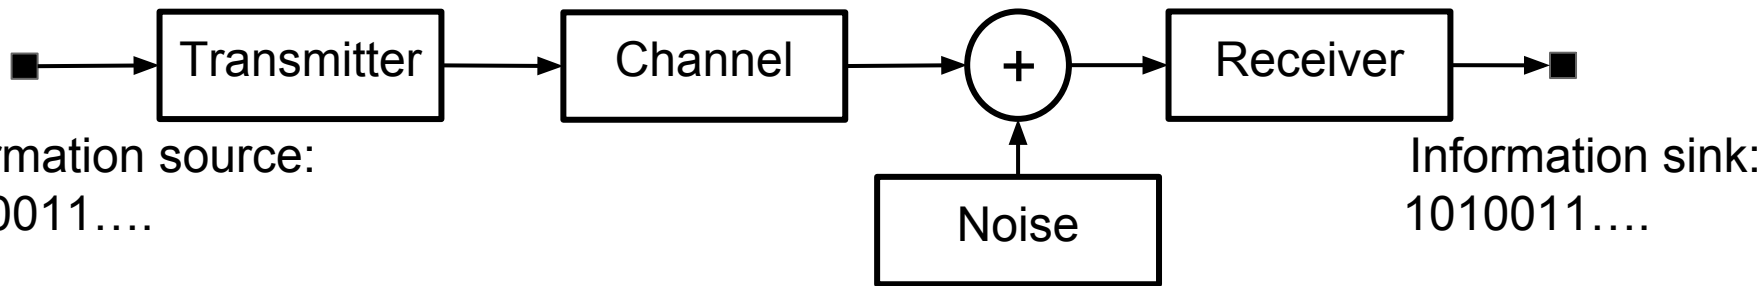 Transmitter
Channel
+
Receiver
rmation source:
0011….
Noise
Information sink:
1010011….